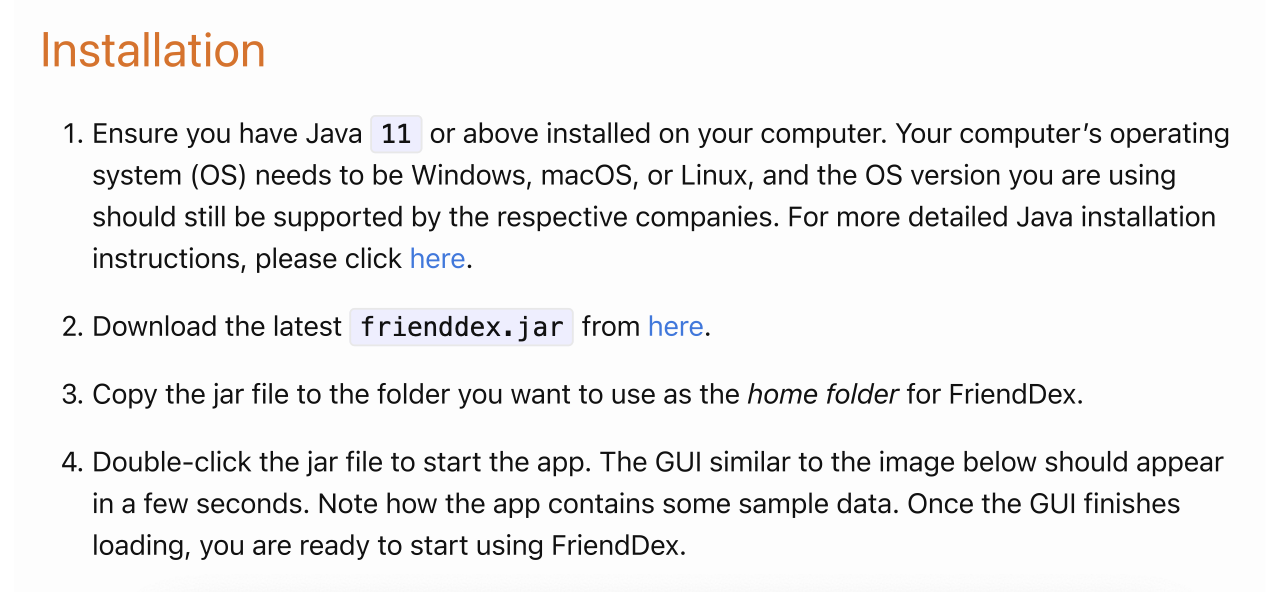 Installation
1. Ensure you have Java 11 or above installed on your computer. Your computer’s operating
system (OS) needs to be Windows, macOS, or Linux, and the OS version you are using
should still be supported by the respective companies. For more detailed Java installation
instructions, please click here.
2. Download the latest frienddex.jar from here.
3. Copy the jar file to the folder you want to use as the home folder for FriendDex.
4. Double-click the jar file to start the app. The GUI similar to the image below should appear
in a few seconds. Note how the app contains some sample data. Once the GUI finishes
loading, you are ready to start using FriendDex.